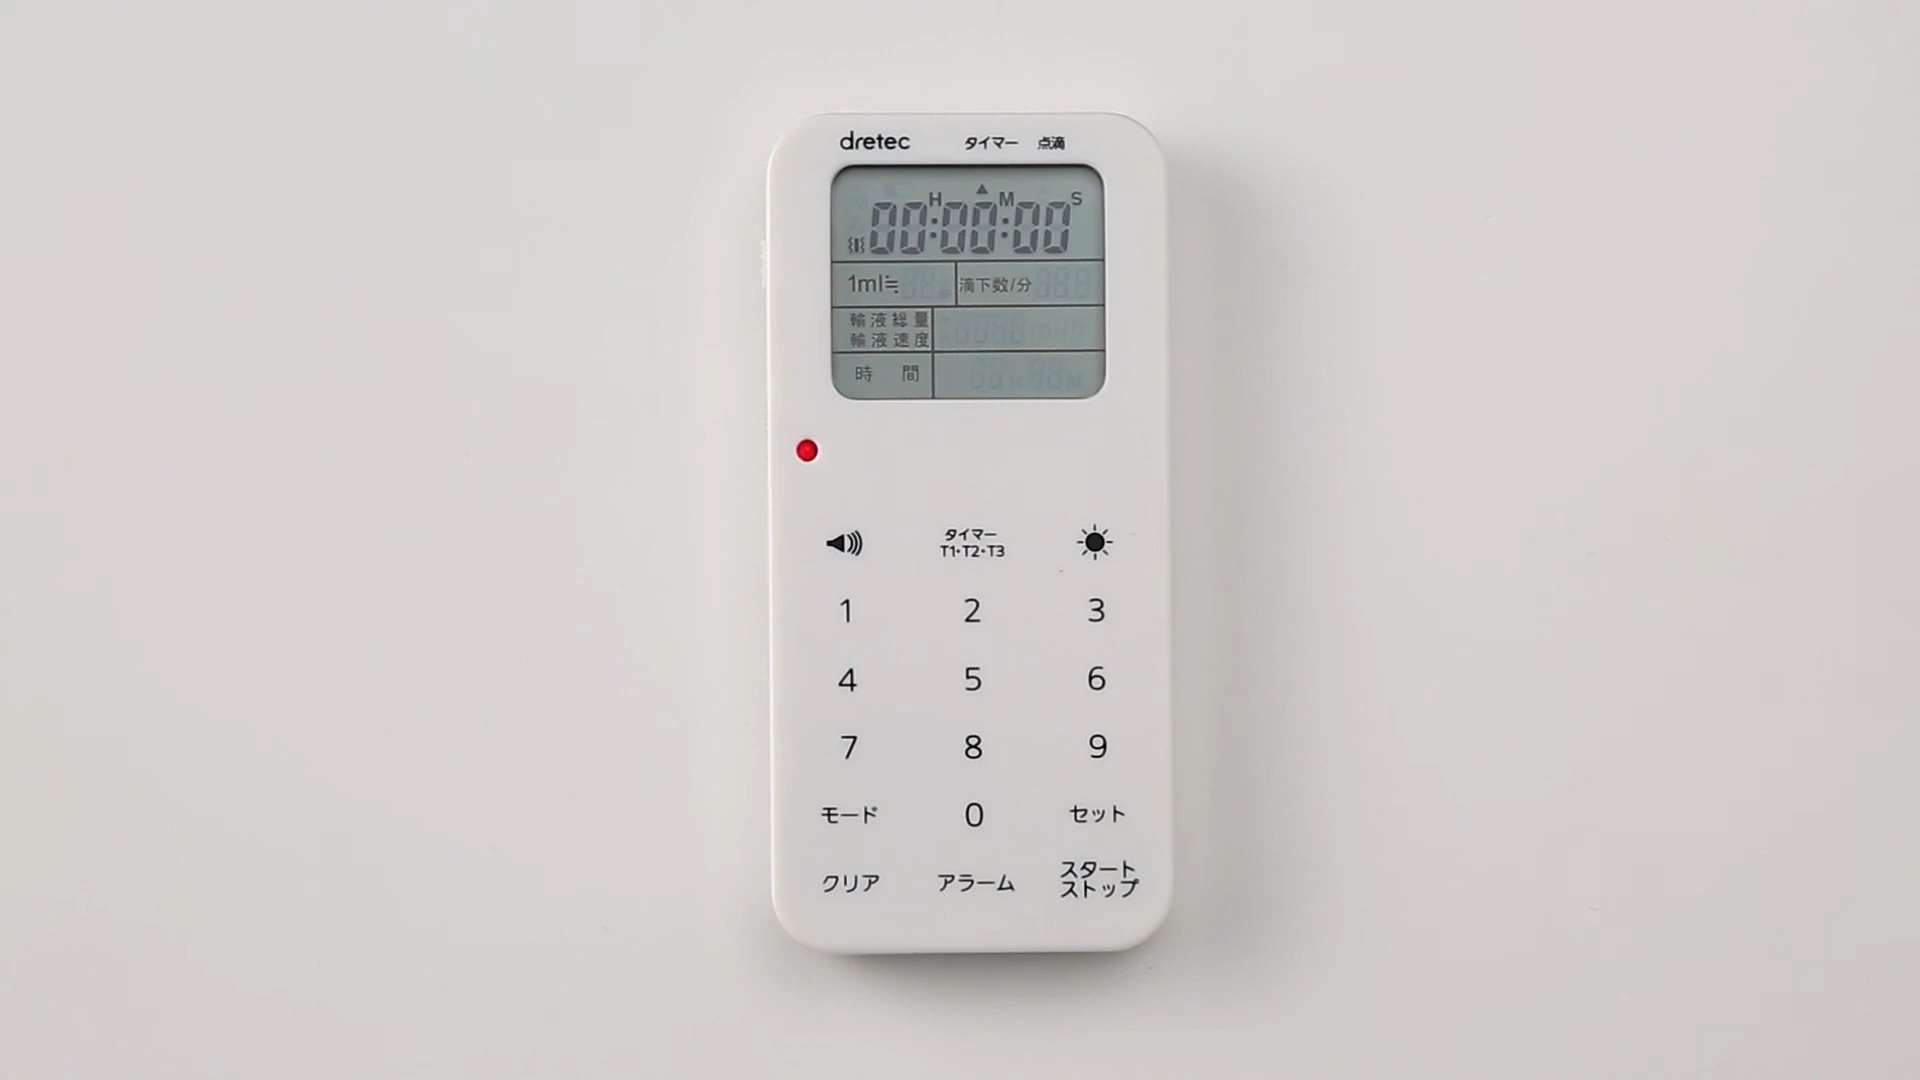 dretec タイマー 点滴
H M S
00:00:00
1ml≒ 滴下数/分
輸液総量
輸液速度
時間
タイマー
T1・T2・T3
1 2 3
4 5 6
7 8 9
モード 0 セット
クリア アラーム スタート
ストップ